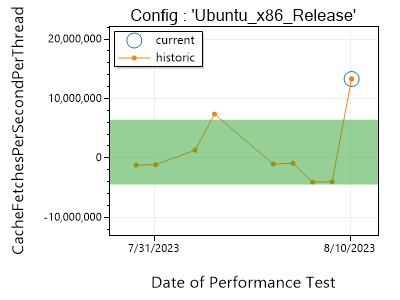 Config : 'Ubuntu_x86_Release'
CacheFetchesPerSecondPerThread
20,000,000
10,000,000
0
-10,000,000
current
historic
7/31/2023
8/10/2023
Date of Performance Test